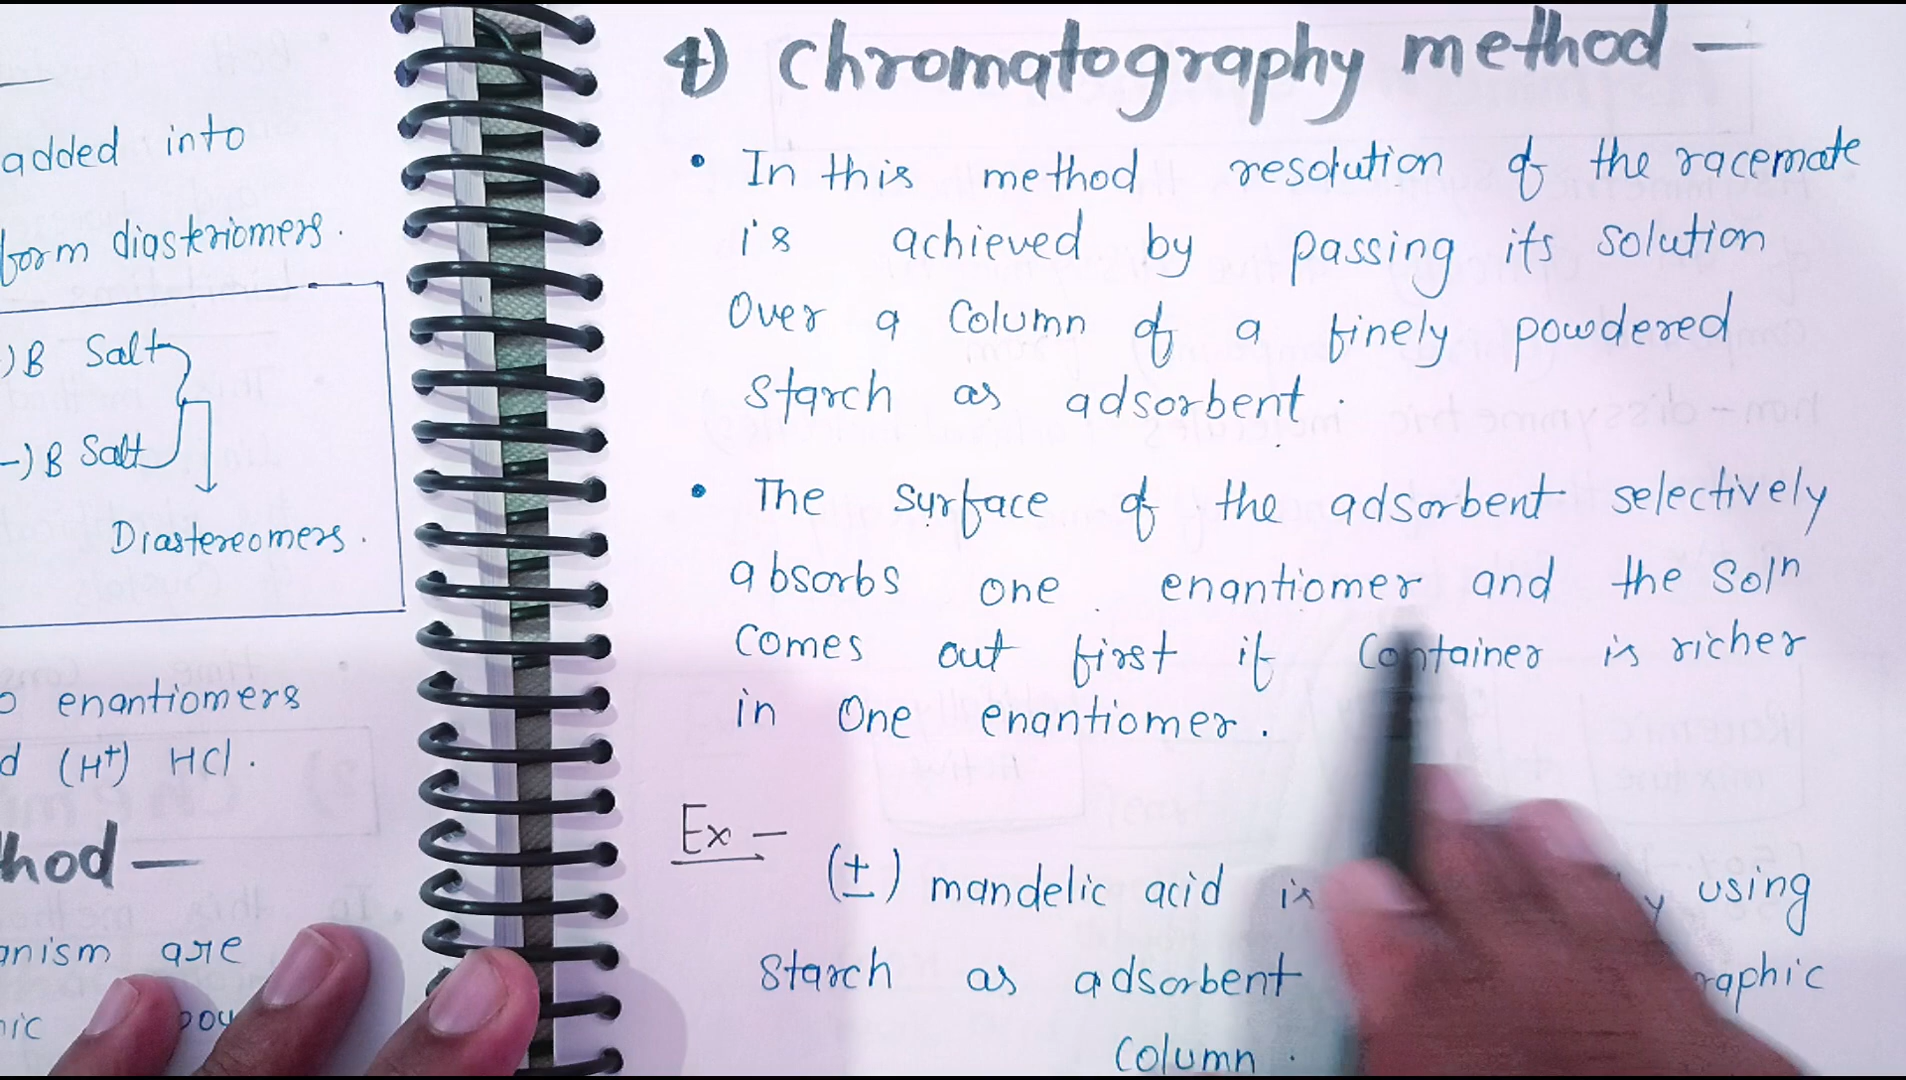 added into
form diasteriomers.
-)B Salt
-)B Salt
Diastereomers.
enantiomers
(H+) HCl.
hod —
anism are
4) Chromatography method —
• In this method resolution of the racemate
is achieved by passing its solution
Over a Column of a finely powdered
starch as adsorbent.
• The surface of the adsorbent selectively
absorbs one enantiomer and the Solⁿ
comes out first if Container is richer
in One enantiomer.
Ex —
(±) mandelic acid is y using
starch as adsorbent raphic
Column.